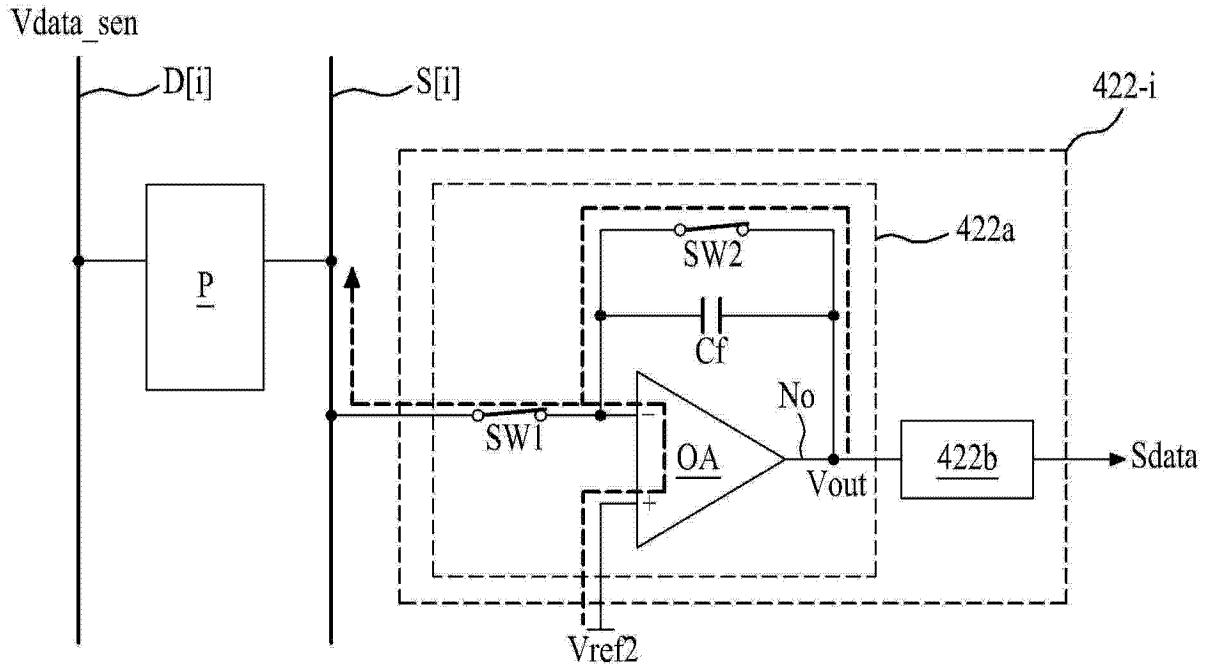 Vdata_sen
D[i]
S[i]
422-i
422a
SW2
P
Cf
SW1
−
OA
No
+
Vout
422b
Sdata
Vref2